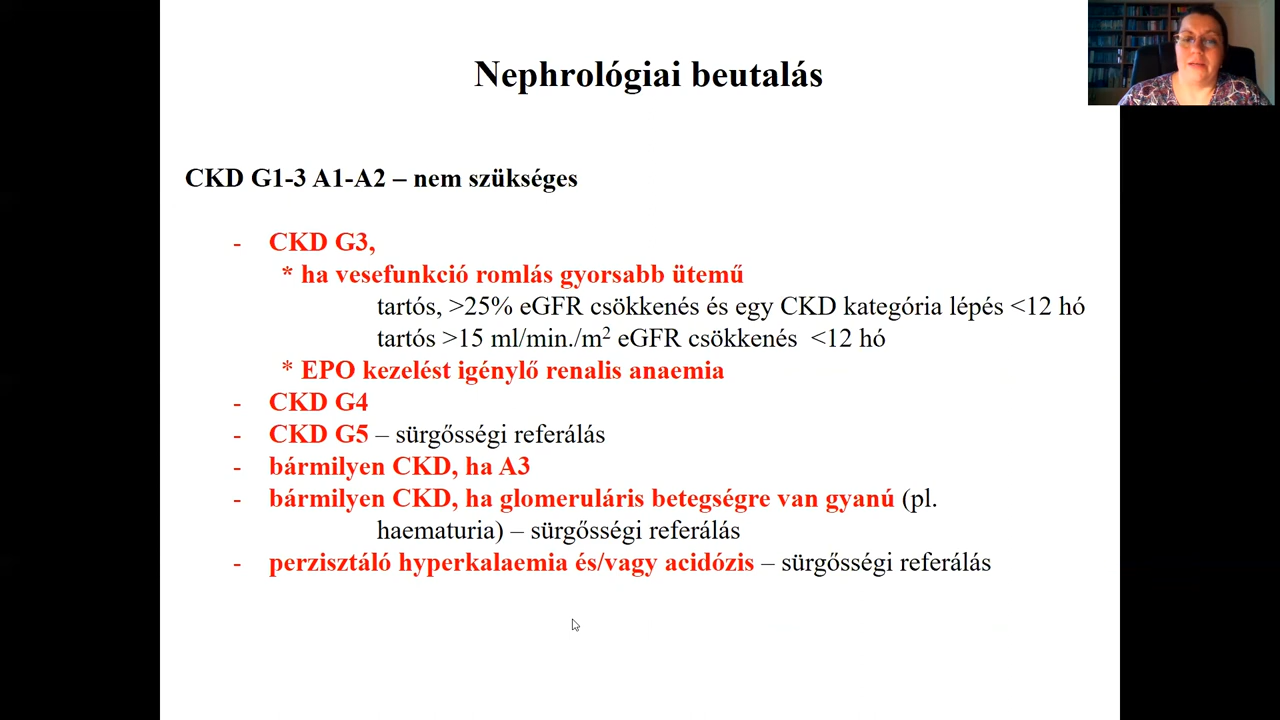 Nephrológiai beutalás
CKD G1-3 A1-A2 – nem szükséges
- CKD G3,
* ha vesefunkció romlás gyorsabb ütemű
tartós, >25% eGFR csökkenés és egy CKD kategória lépés <12 hó
tartós >15 ml/min./m² eGFR csökkenés <12 hó
* EPO kezelést igénylő renalis anaemia
- CKD G4
- CKD G5 – sürgősségi referálás
- bármilyen CKD, ha A3
- bármilyen CKD, ha glomeruláris betegségre van gyanú (pl.
haematuria) – sürgősségi referálás
- perzisztáló hyperkalaemia és/vagy acidózis – sürgősségi referálás